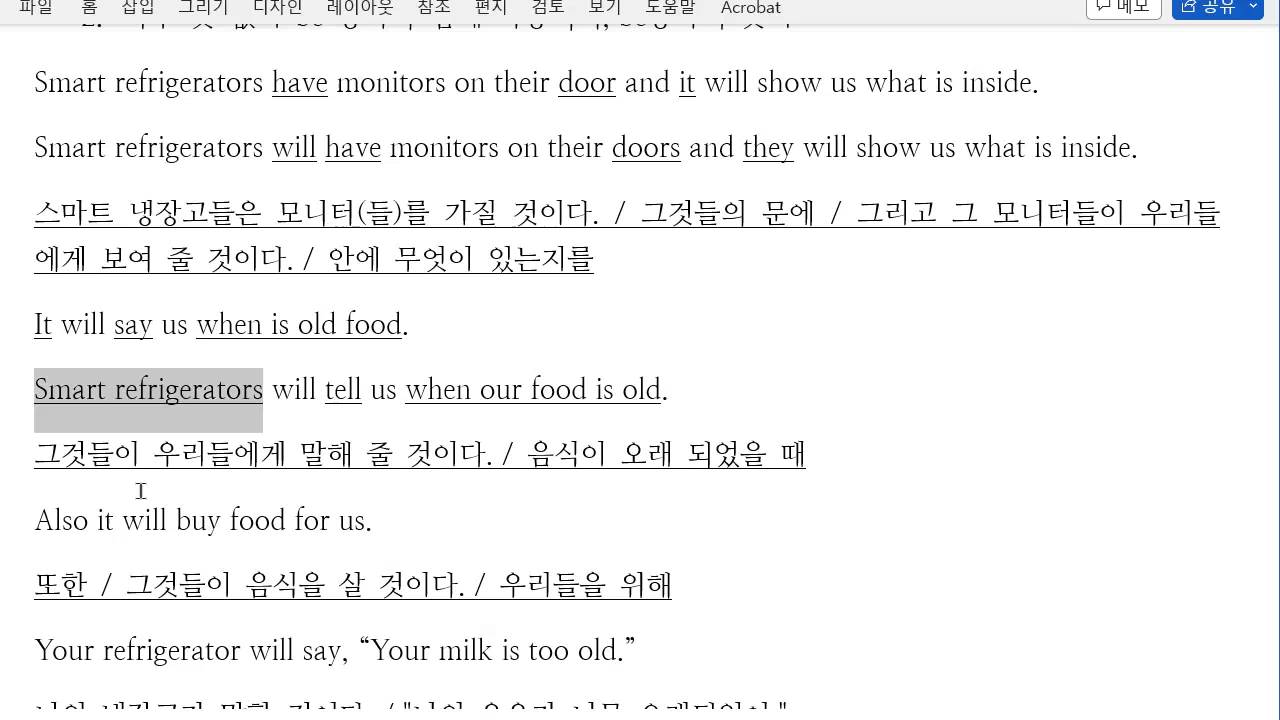 파일 홈 삽입 그리기 디자인 레이아웃 참조 편지 검토 보기 도움말 Acrobat 메모 공유
Smart refrigerators have monitors on their door and it will show us what is inside.
Smart refrigerators will have monitors on their doors and they will show us what is inside.
스마트 냉장고들은 모니터(들)를 가질 것이다. / 그것들의 문에 / 그리고 그 모니터들이 우리들
에게 보여 줄 것이다. / 안에 무엇이 있는지를
It will say us when is old food.
Smart refrigerators will tell us when our food is old.
그것들이 우리들에게 말해 줄 것이다. / 음식이 오래 되었을 때
Also it will buy food for us.
또한 / 그것들이 음식을 살 것이다. / 우리들을 위해
Your refrigerator will say, “Your milk is too old.”